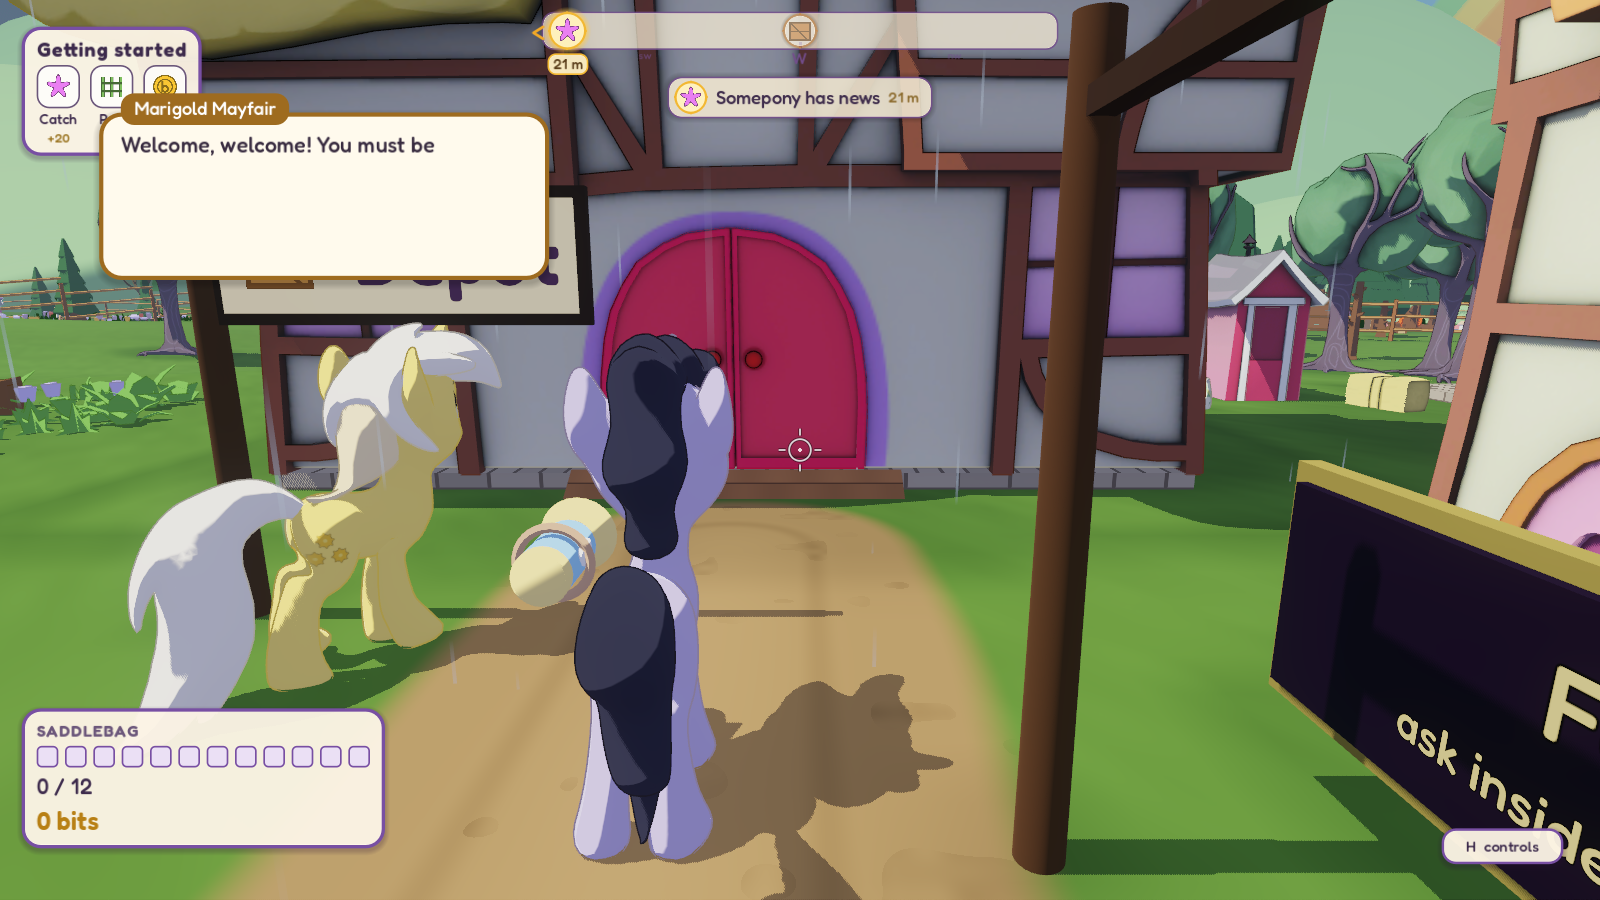 Getting started
Catch
+20
Marigold Mayfair
Welcome, welcome! You must be
21 m
W
Somepony has news 21 m
SADDLEBAG
0 / 12
0 bits
ask inside
H controls